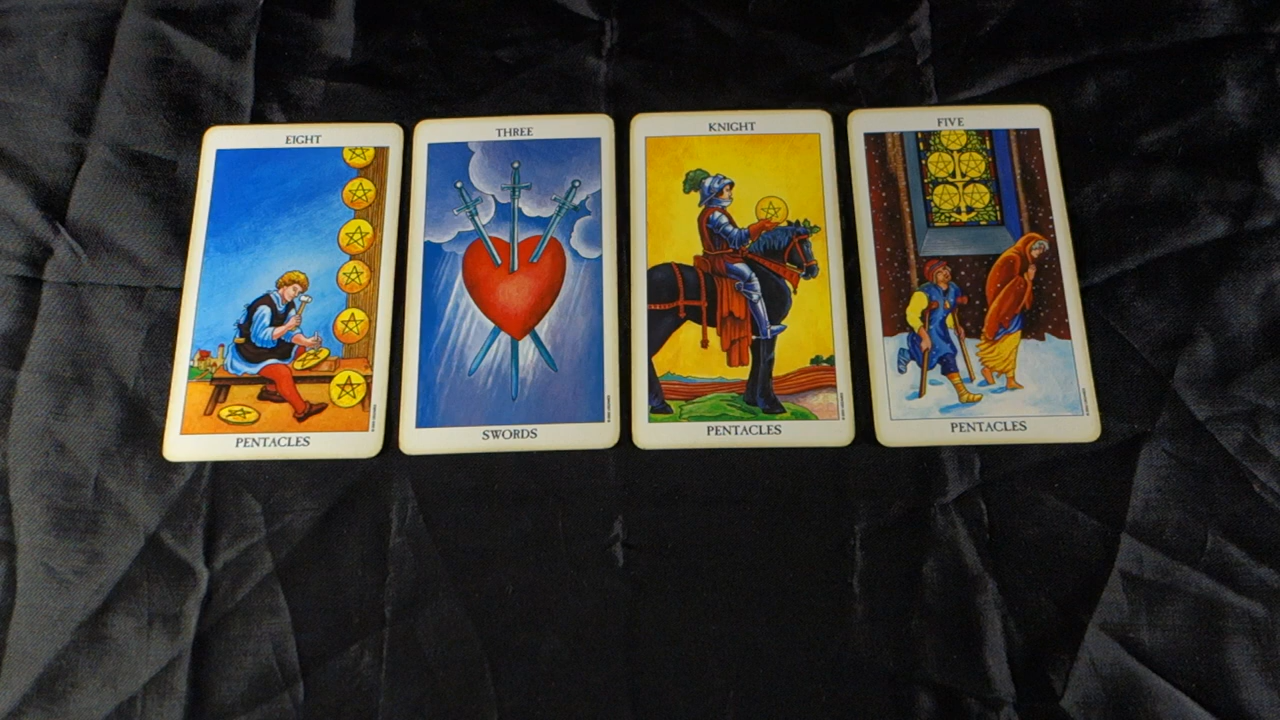 EIGHT
PENTACLES
THREE
SWORDS
KNIGHT
PENTACLES
FIVE
PENTACLES